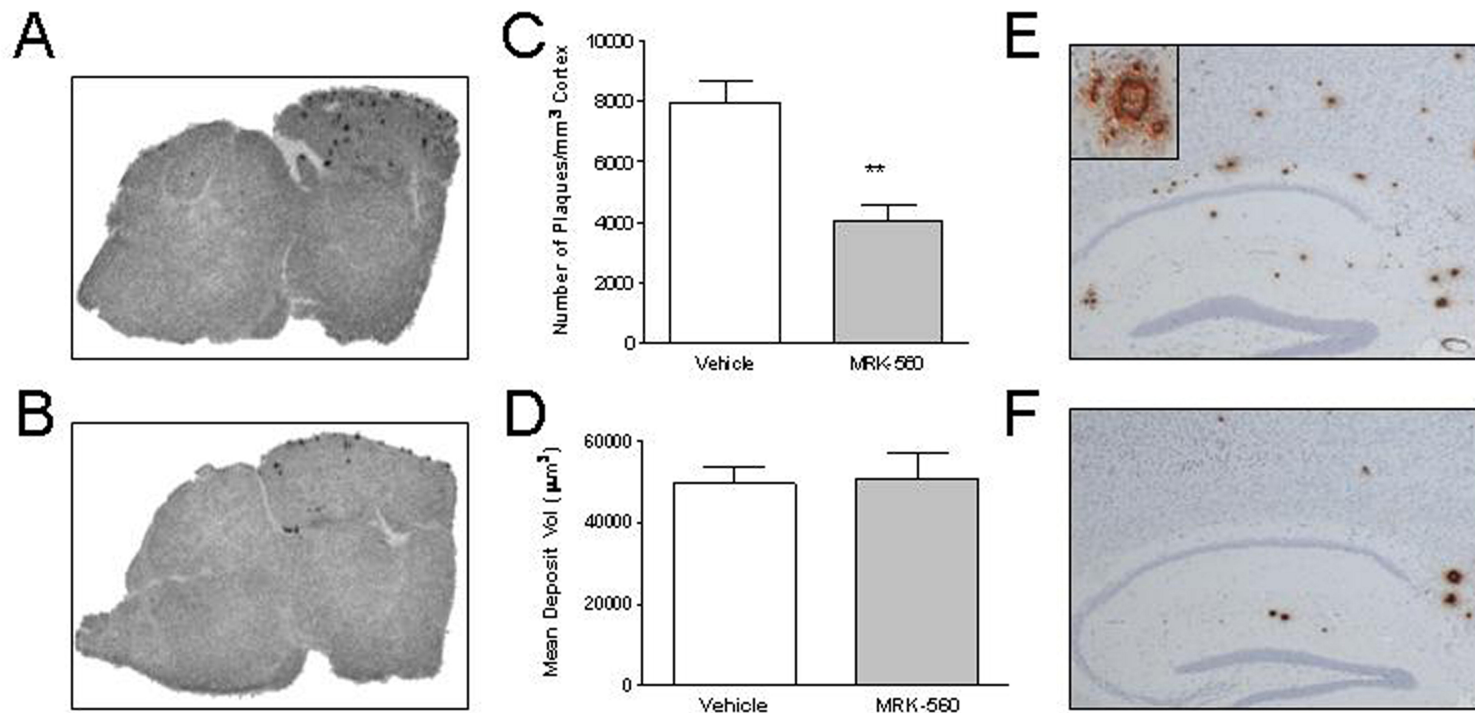 A
B
C
Number of Plaques/mm³ Cortex
10000
8000
6000
4000
2000
0
**
Vehicle
MRK-560
D
Mean Deposit Vol (µm³)
60000
40000
20000
0
Vehicle
MRK-560
E
F